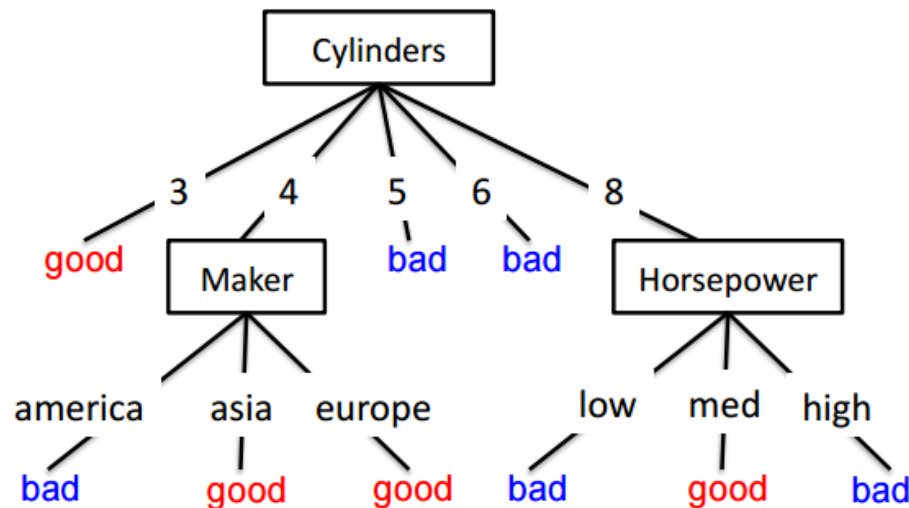 Cylinders
3 4 5 6 8
good Maker bad bad Horsepower
america asia europe low med high
bad good good bad good bad